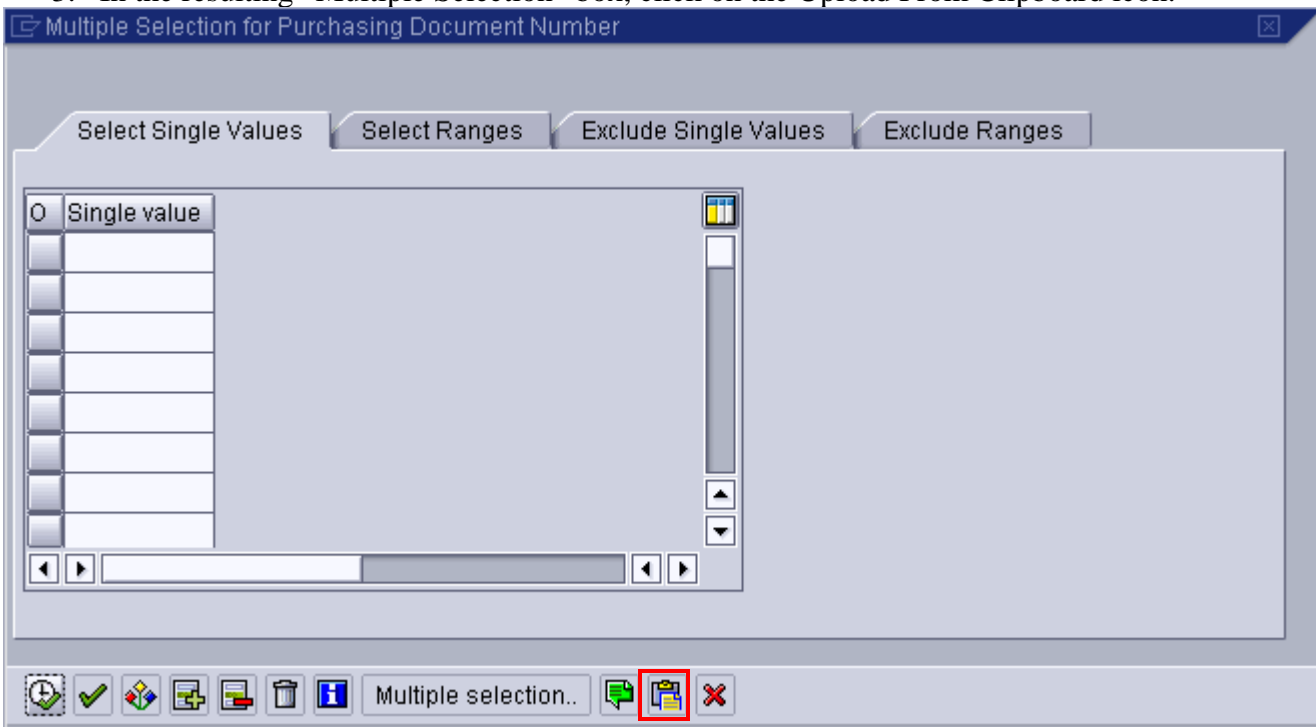 Multiple Selection for Purchasing Document Number
Select Single Values Select Ranges Exclude Single Values Exclude Ranges
O Single value
Multiple selection..